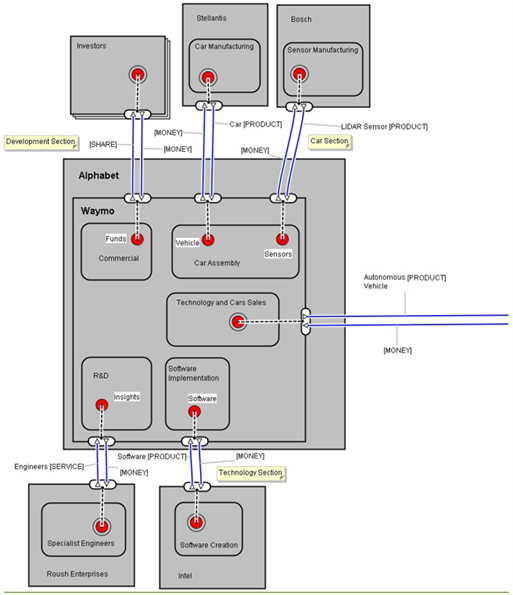 Stellantis
Bosch
Investors
Car Manufacturing
Sensor Manufacturing
Car [PRODUCT]
LIDAR Sensor [PRODUCT]
[MONEY]
Development Section
[SHARE]
[MONEY]
[MONEY]
Car Section
Alphabet
Waymo
Funds
Commercial
Vehicle
Car Assembly
Sensors
Technology and Cars Sales
Autonomous [PRODUCT]
Vehicle
[MONEY]
R&D
Insights
Software
Implementation
Software
Engineers [SERVICE]
[MONEY]
Software [PRODUCT]
[MONEY]
Technology Section
Specialist Engineers
Roush Enterprises
Software Creation
Intel